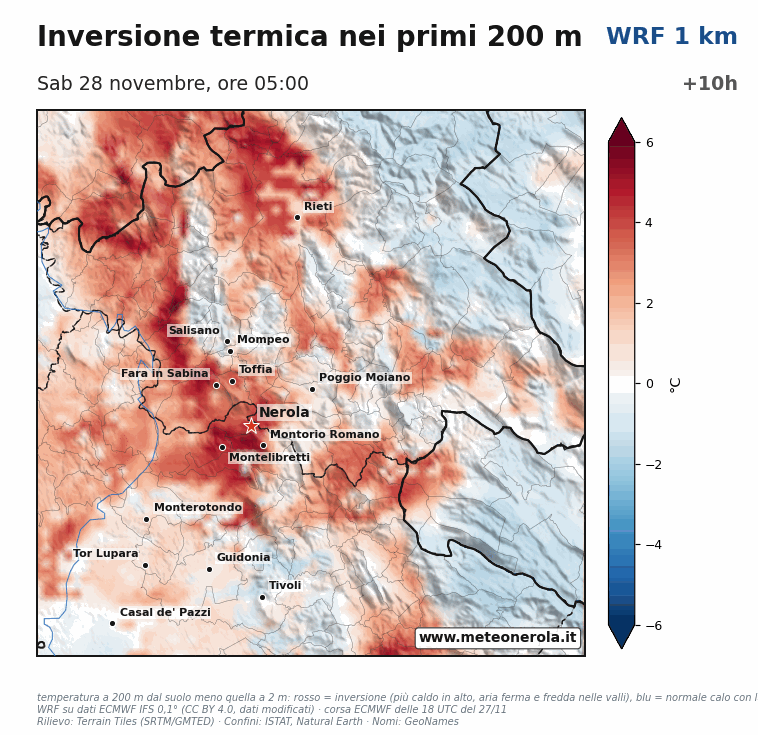 Inversione termica nei primi 200 m
WRF 1 km
Sab 28 novembre, ore 05:00
+10h
Rieti
Salisano
Mompeo
Fara in Sabina
Toffia
Poggio Moiano
Nerola
Montorio Romano
Montelibretti
Monterotondo
Tor Lupara
Guidonia
Tivoli
Casal de' Pazzi
www.meteonerola.it
6
4
2
0
−2
−4
−6
°C
temperatura a 200 m dal suolo meno quella a 2 m: rosso = inversione (più caldo in alto, aria ferma e fredda nelle valli), blu = normale calo con l
WRF su dati ECMWF IFS 0,1° (CC BY 4.0, dati modificati) · corsa ECMWF delle 18 UTC del 27/11
Rilievo: Terrain Tiles (SRTM/GMTED) · Confini: ISTAT, Natural Earth · Nomi: GeoNames